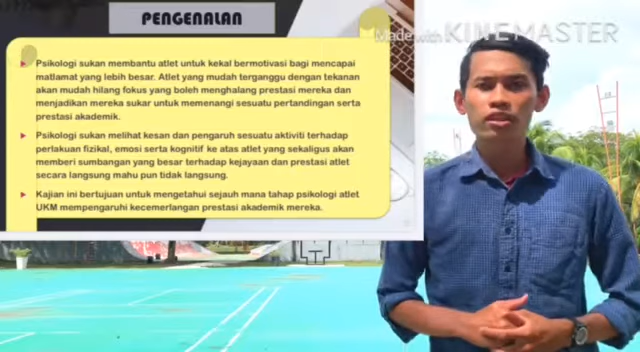 PENGENALAN
Made with KINEMASTER
Psikologi sukan membantu atlet untuk kekal bermotivasi bagi mencapai
matlamat yang lebih besar. Atlet yang mudah terganggu dengan tekanan
akan mudah hilang fokus yang boleh menghalang prestasi mereka dan
menjadikan mereka sukar untuk memenangi sesuatu pertandingan serta
prestasi akademik.
Psikologi sukan melihat kesan dan pengaruh sesuatu aktiviti terhadap
perlakuan fizikal, emosi serta kognitif ke atas atlet yang sekaligus akan
memberi sumbangan yang besar terhadap kejayaan dan prestasi atlet
secara langsung mahu pun tidak langsung.
Kajian ini bertujuan untuk mengetahui sejauh mana tahap psikologi atlet
UKM mempengaruhi kecemerlangan prestasi akademik mereka.